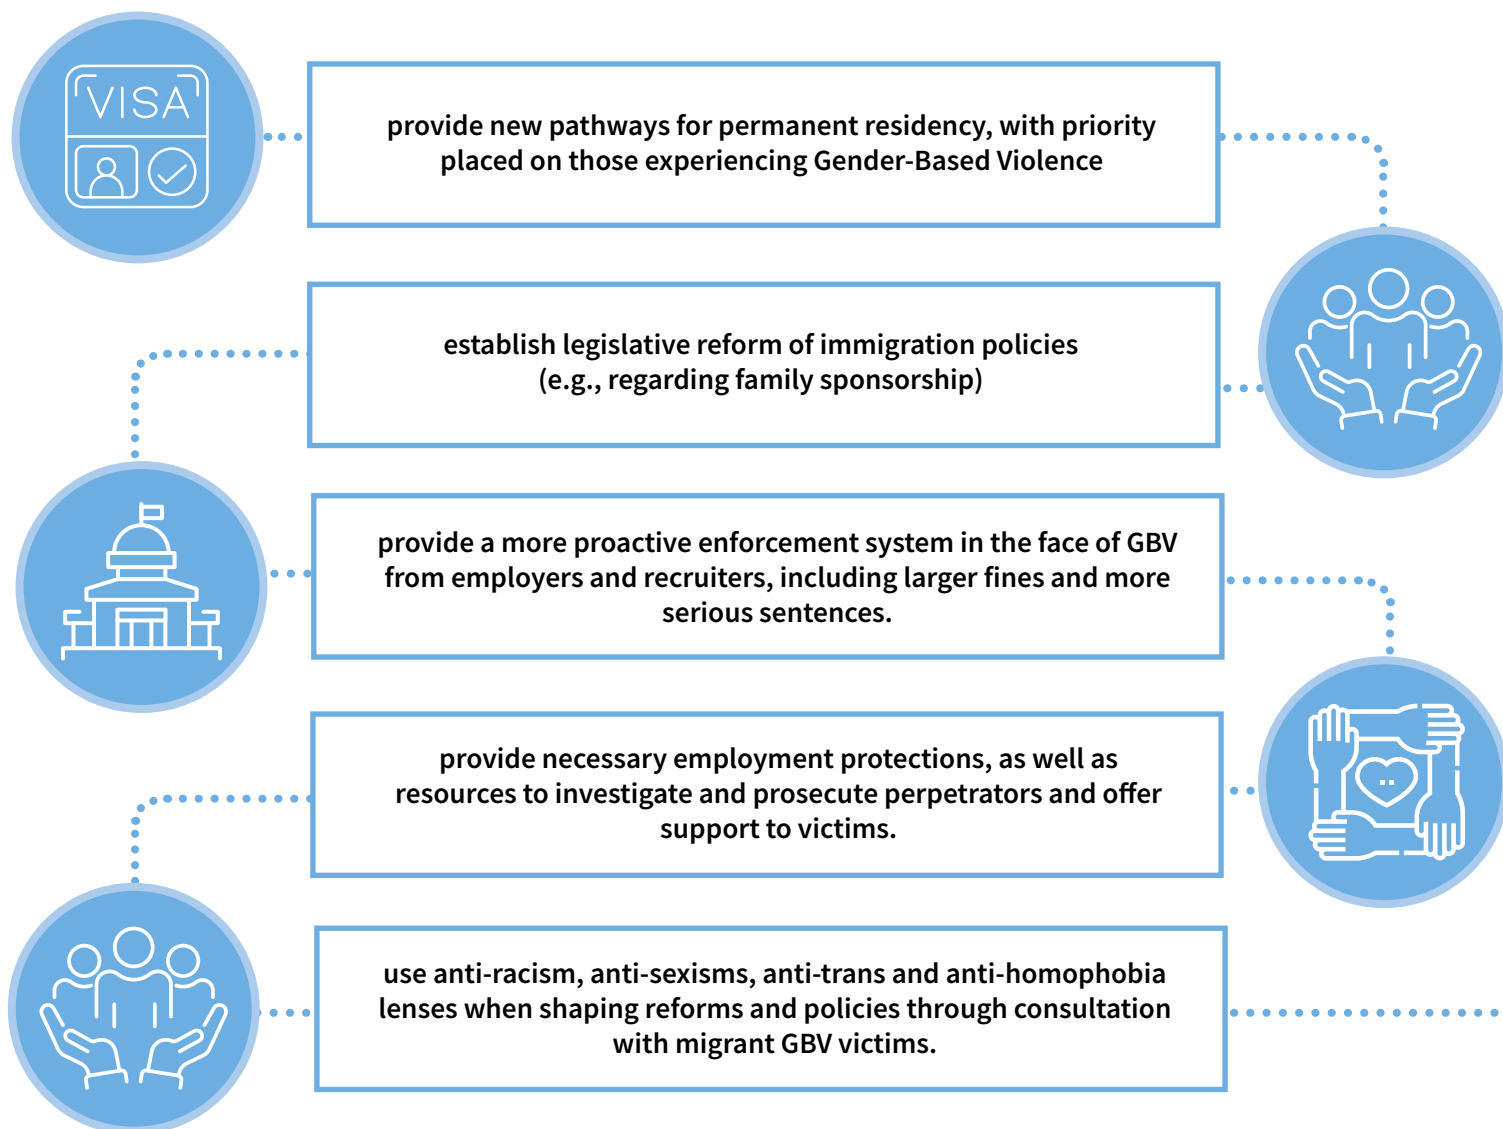 VISA
provide new pathways for permanent residency, with priority
placed on those experiencing Gender-Based Violence
establish legislative reform of immigration policies
(e.g., regarding family sponsorship)
provide a more proactive enforcement system in the face of GBV
from employers and recruiters, including larger fines and more
serious sentences.
provide necessary employment protections, as well as
resources to investigate and prosecute perpetrators and offer
support to victims.
use anti-racism, anti-sexisms, anti-trans and anti-homophobia
lenses when shaping reforms and policies through consultation
with migrant GBV victims.